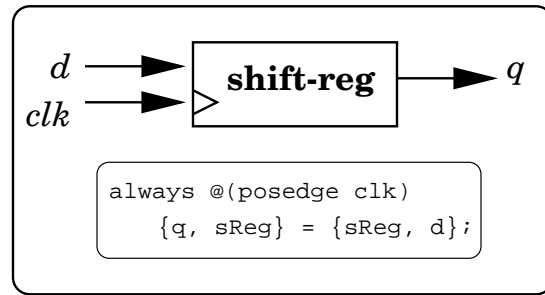 d
shift-reg
q
clk
always @(posedge clk)
{q, sReg} = {sReg, d};